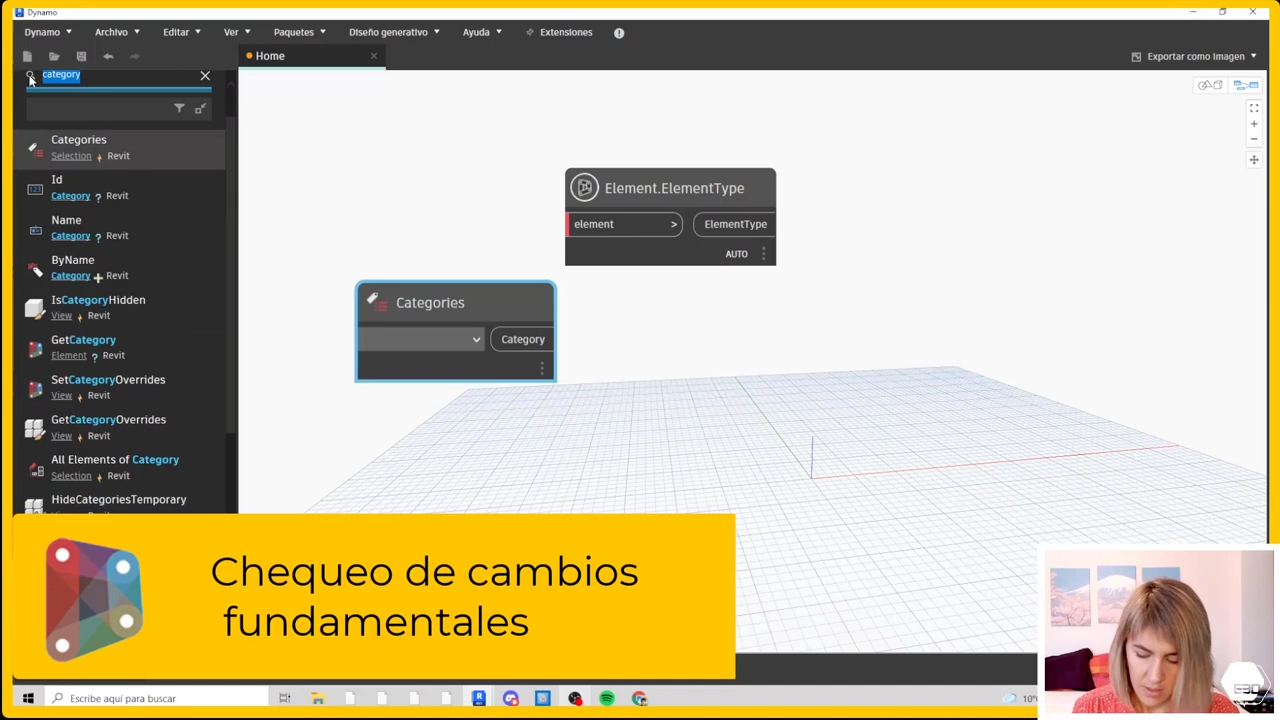 Dynamo
Dynamo Archivo Editar Ver Paquetes Diseño generativo Ayuda Extensiones
Home
Exportar como Imagen
category
Categories
Selection Revit
Id
Category ? Revit
Name
Category ? Revit
ByName
Category Revit
IsCategoryHidden
View Revit
GetCategory
Element ? Revit
SetCategoryOverrides
View Revit
GetCategoryOverrides
View Revit
All Elements of Category
Selection Revit
HideCategoriesTemporary
Element.ElementType
element >
ElementType
AUTO
Categories
Category
Chequeo de cambios
fundamentales
Escribe aquí para buscar
10°
E3D